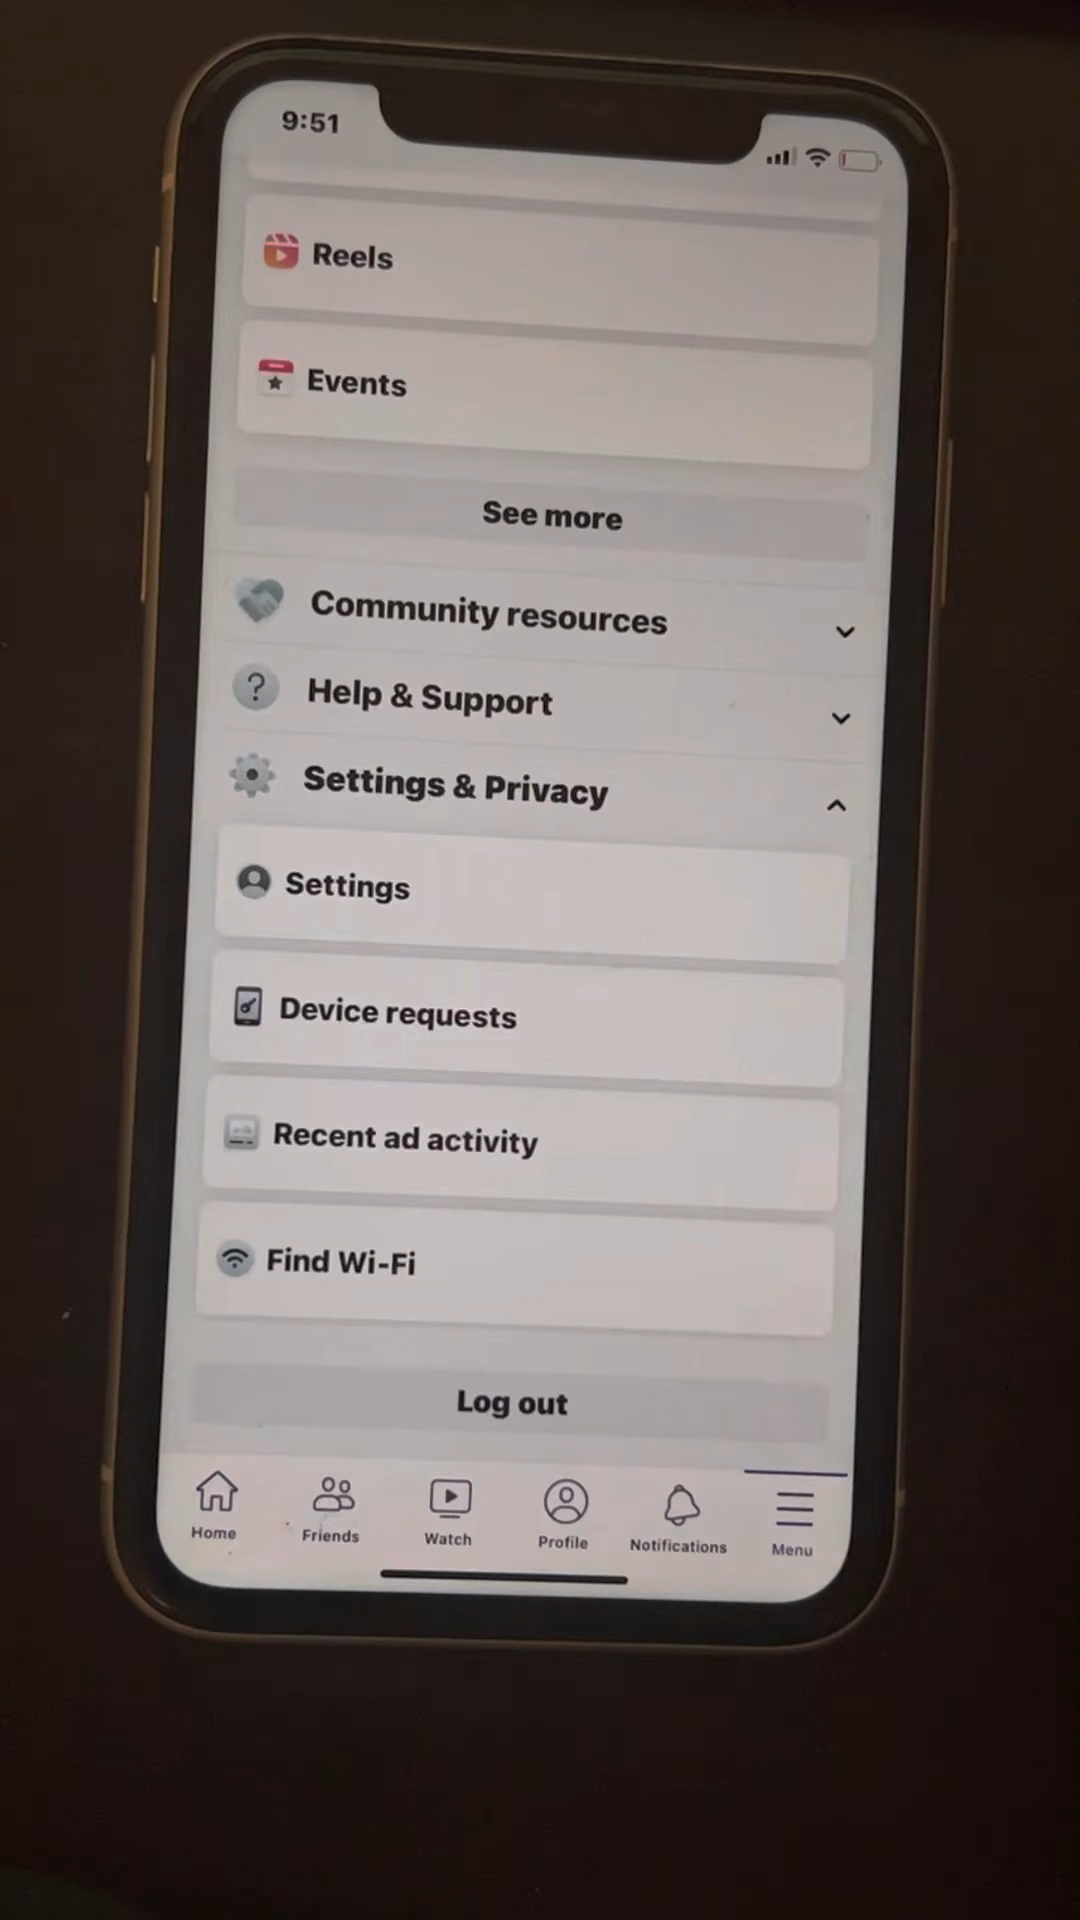 9:51
Reels
Events
See more
Community resources
Help & Support
Settings & Privacy
Settings
Device requests
Recent ad activity
Find Wi-Fi
Log out
Home
Friends
Watch
Profile
Notifications
Menu